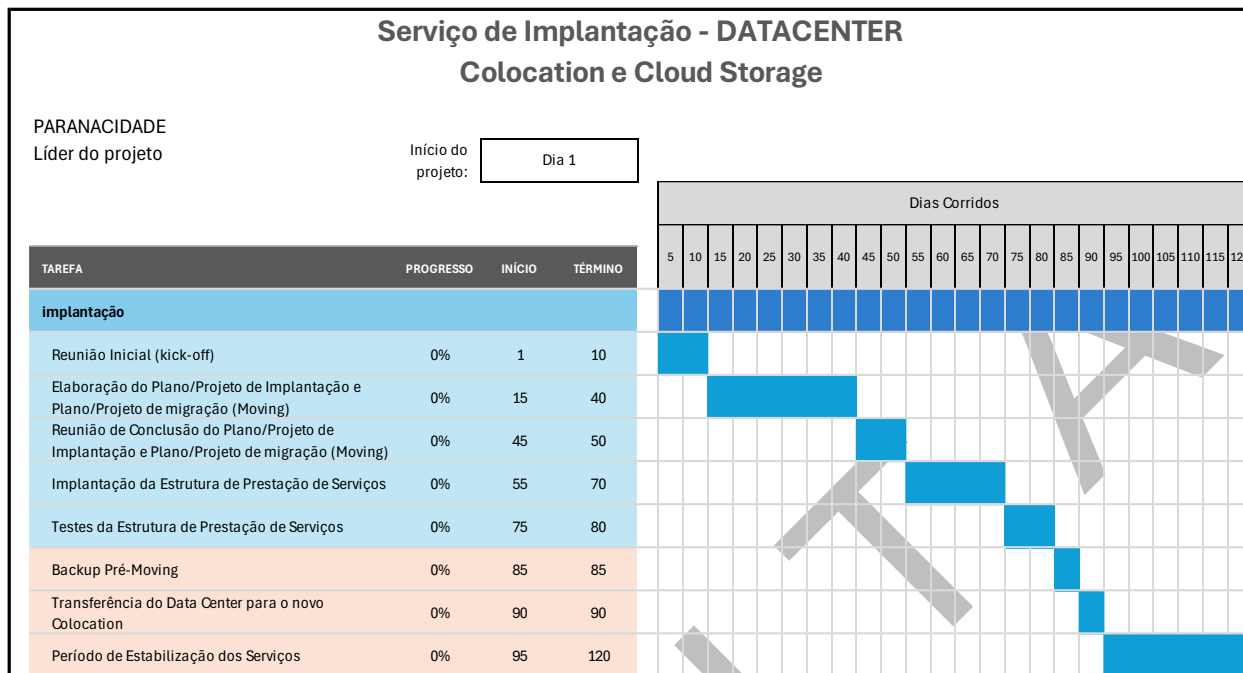 Serviço de Implantação - DATACENTER
Colocation e Cloud Storage
PARANACIDADE
Líder do projeto
Início do
projeto:
Dia 1
Dias Corridos
TAREFA PROGRESSO INÍCIO TÉRMINO 5 10 15 20 25 30 35 40 45 50 55 60 65 70 75 80 85 90 95 100 105 110 115
implantação
Reunião Inicial (kick-off) 0% 1 10
Elaboração do Plano/Projeto de Implantação e
Plano/Projeto de migração (Moving) 0% 15 40
Reunião de Conclusão do Plano/Projeto de
Implantação e Plano/Projeto de migração (Moving) 0% 45 50
Implantação da Estrutura de Prestação de Serviços 0% 55 70
Testes da Estrutura de Prestação de Serviços 0% 75 80
Backup Pré-Moving 0% 85 85
Transferência do Data Center para o novo
Colocation 0% 90 90
Período de Estabilização dos Serviços 0% 95 120